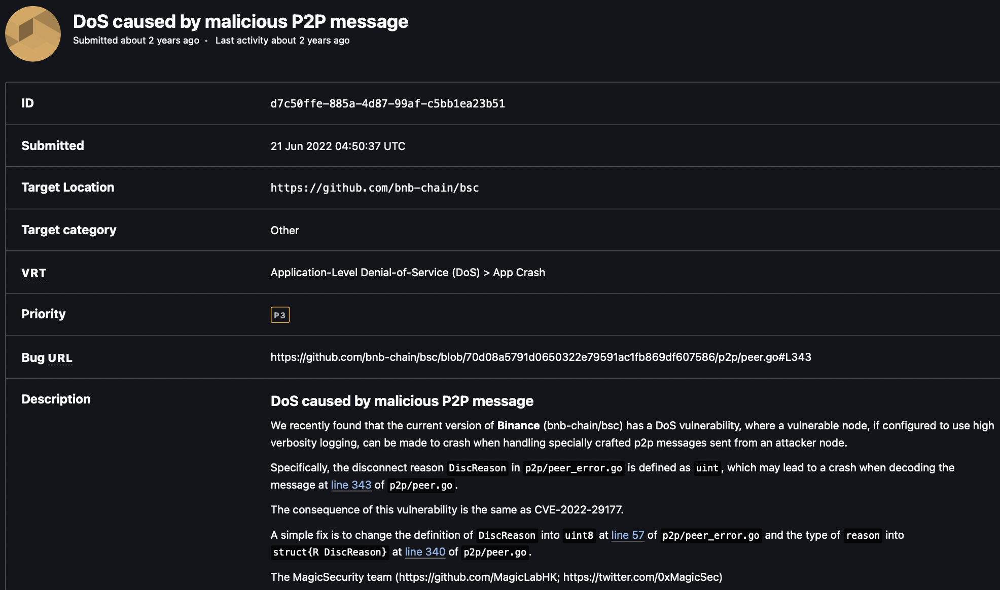 DoS caused by malicious P2P message
Submitted about 2 years ago • Last activity about 2 years ago
ID
d7c50ffe-885a-4d87-99af-c5bb1ea23b51
Submitted
21 Jun 2022 04:50:37 UTC
Target Location
https://github.com/bnb-chain/bsc
Target category
Other
VRT
Application-Level Denial-of-Service (DoS) > App Crash
Priority
P3
Bug URL
https://github.com/bnb-chain/bsc/blob/70d08a5791d0650322e79591ac1fb869df607586/p2p/peer.go#L343
Description
DoS caused by malicious P2P message
We recently found that the current version of Binance (bnb-chain/bsc) has a DoS vulnerability, where a vulnerable node, if configured to use high
verbosity logging, can be made to crash when handling specially crafted p2p messages sent from an attacker node.
Specifically, the disconnect reason DiscReason in p2p/peer_error.go is defined as uint, which may lead to a crash when decoding the
message at line 343 of p2p/peer.go.
The consequence of this vulnerability is the same as CVE-2022-29177.
A simple fix is to change the definition of DiscReason into uint8 at line 57 of p2p/peer_error.go and the type of reason into
struct{R DiscReason} at line 340 of p2p/peer.go.
The MagicSecurity team (https://github.com/MagicLabHK; https://twitter.com/0xMagicSec)